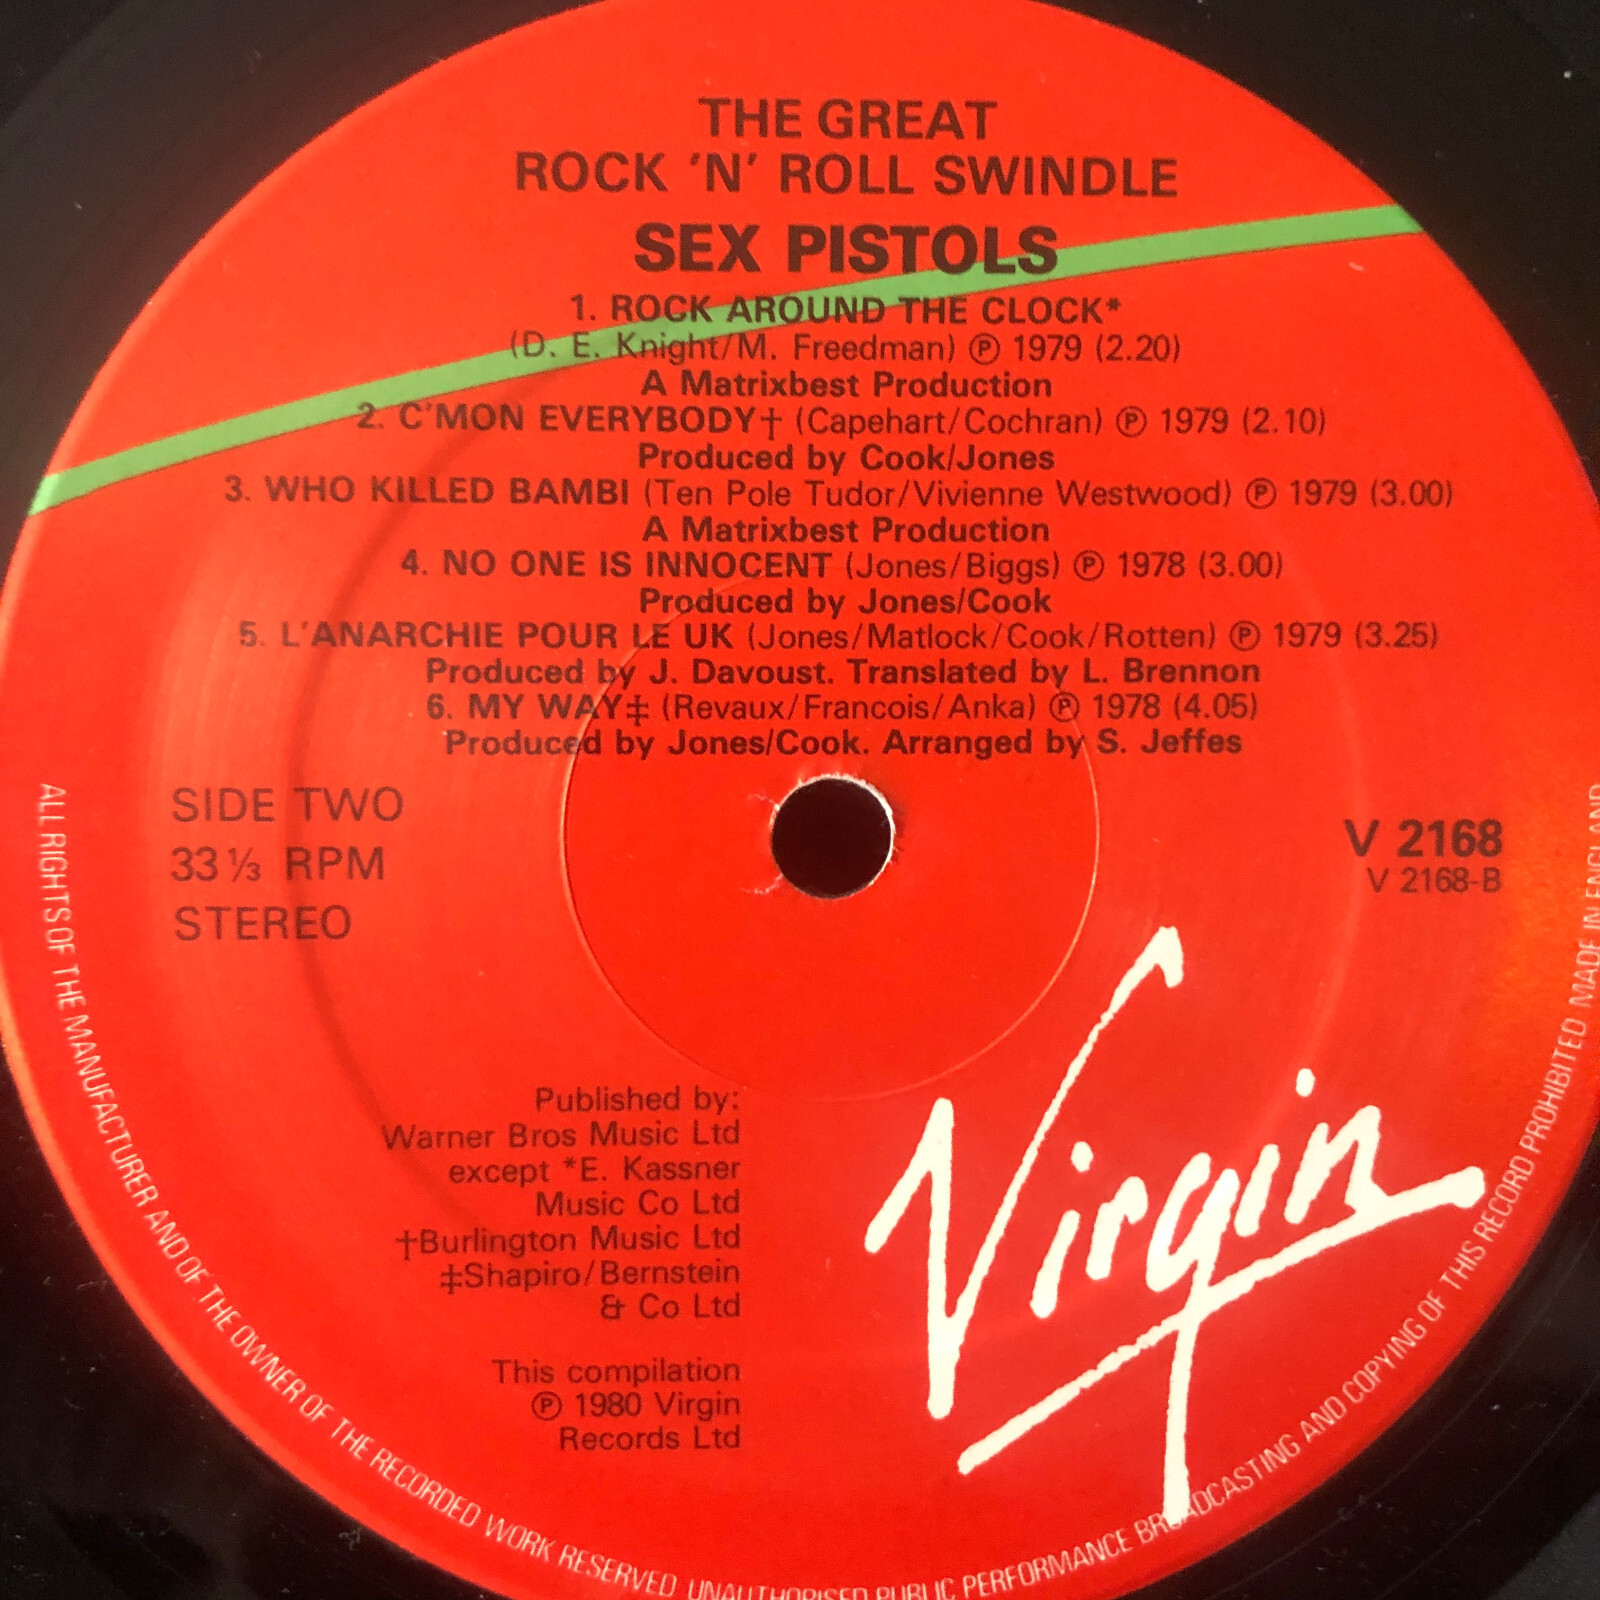 THE GREAT
ROCK 'N' ROLL SWINDLE
SEX PISTOLS
1. ROCK AROUND THE CLOCK*
(D. E. Knight/M. Freedman) Ⓟ 1979 (2.20)
A Matrixbest Production
2. C'MON EVERYBODY† (Capehart/Cochran) Ⓟ 1979 (2.10)
Produced by Cook/Jones
3. WHO KILLED BAMBI (Ten Pole Tudor/Vivienne Westwood) Ⓟ 1979 (3.00)
A Matrixbest Production
4. NO ONE IS INNOCENT (Jones/Biggs) Ⓟ 1978 (3.00)
Produced by Jones/Cook
5. L'ANARCHIE POUR LE UK (Jones/Matlock/Cook/Rotten) Ⓟ 1979 (3.25)
Produced by J. Davoust. Translated by L. Brennon
6. MY WAY‡ (Revaux/Francois/Anka) Ⓟ 1978 (4.05)
Produced by Jones/Cook. Arranged by S. Jeffes
SIDE TWO
33⅓ RPM
STEREO
V 2168
V 2168-B
Published by:
Warner Bros Music Ltd
except *E. Kassner
Music Co Ltd
†Burlington Music Ltd
‡Shapiro/Bernstein
& Co Ltd
This compilation
Ⓟ 1980 Virgin
Records Ltd
Virgin
ALL RIGHTS OF THE MANUFACTURER AND OF THE OWNER OF THE RECORDED WORK RESERVED UNAUTHORISED PUBLIC PERFORMANCE BROADCASTING AND COPYING OF THIS RECORD PROHIBITED MADE IN ENGLAND